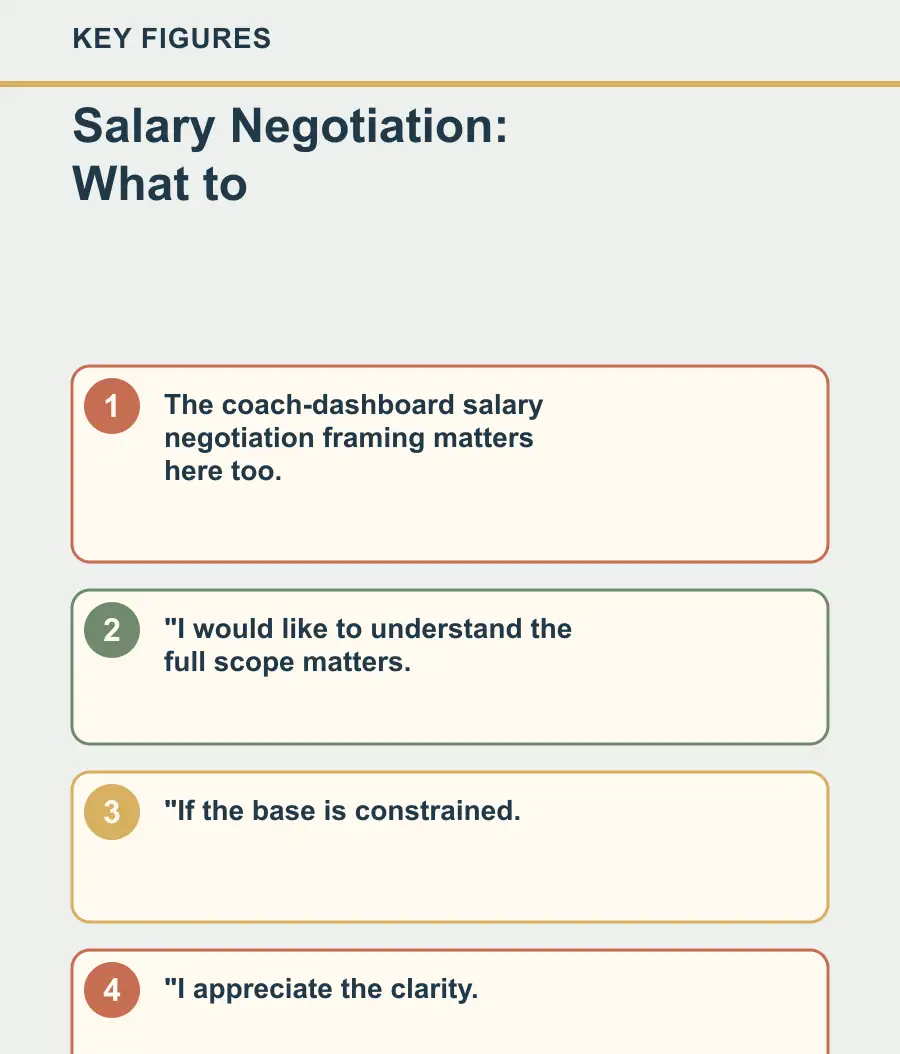 KEY FIGURES
Salary Negotiation:
What to
1
The coach-dashboard salary
negotiation framing matters
here too.
2
"I would like to understand the
full scope matters.
3
"If the base is constrained.
4
"I appreciate the clarity.